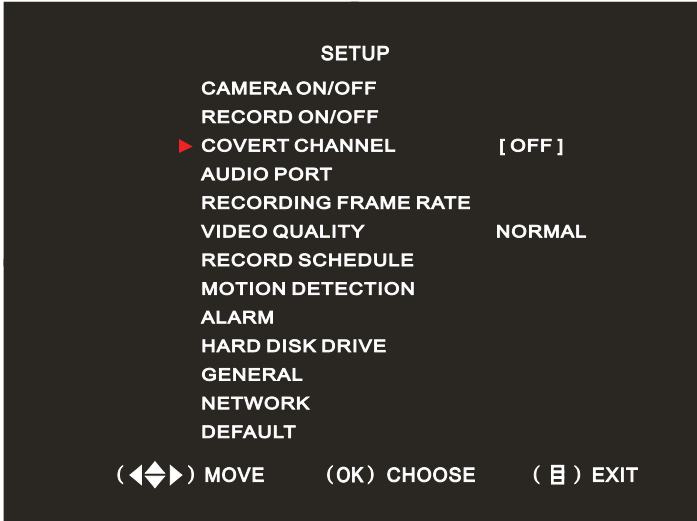 SETUP
CAMERA ON/OFF
RECORD ON/OFF
COVERT CHANNEL [ OFF ]
AUDIO PORT
RECORDING FRAME RATE
VIDEO QUALITY NORMAL
RECORD SCHEDULE
MOTION DETECTION
ALARM
HARD DISK DRIVE
GENERAL
NETWORK
DEFAULT
( ) MOVE (OK) CHOOSE ( ) EXIT